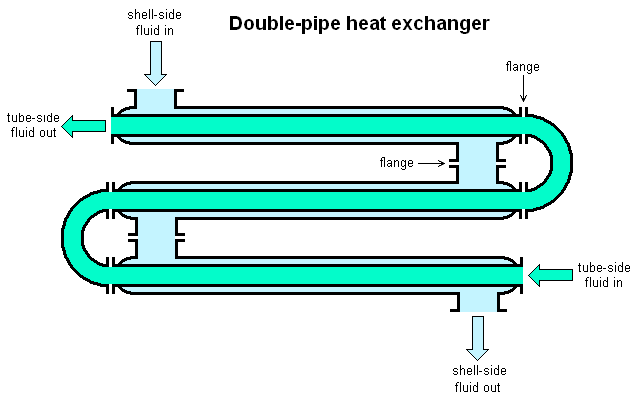 shell-side
fluid in
Double-pipe heat exchanger
flange
tube-side
fluid out
flange
tube-side
fluid in
shell-side
fluid out